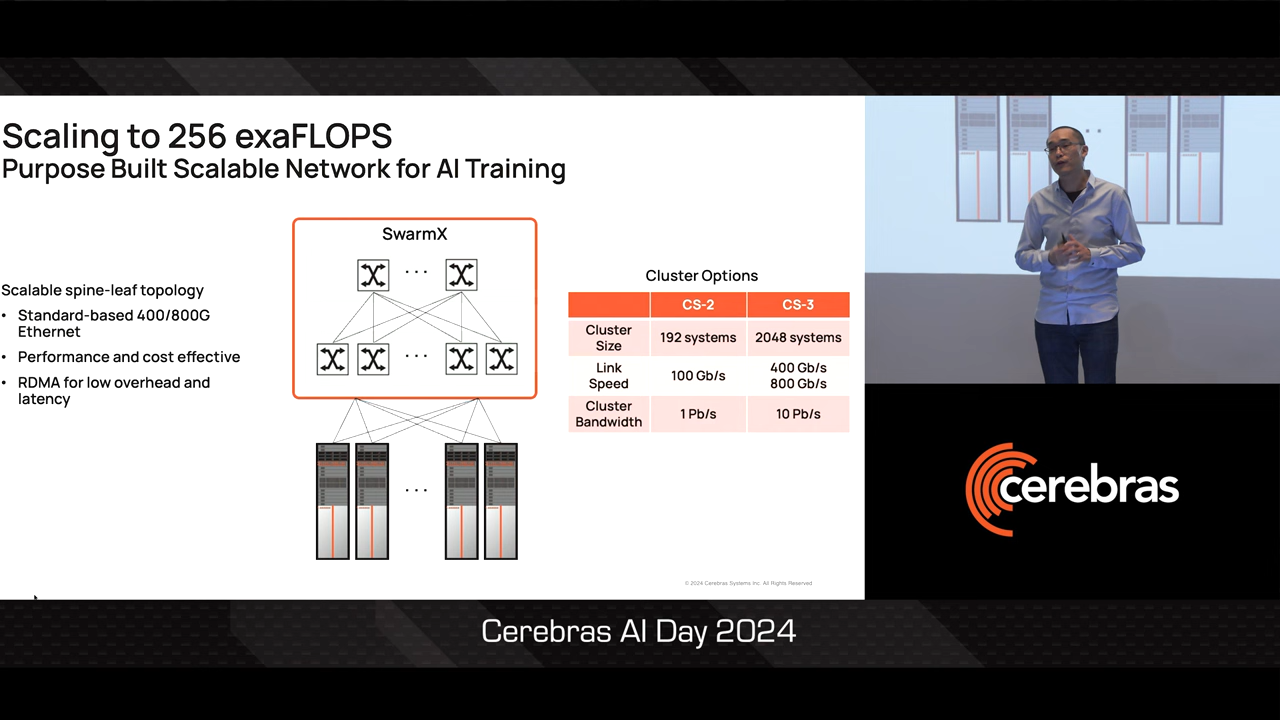 Scaling to 256 exaFLOPS
Purpose Built Scalable Network for AI Training
Scalable spine-leaf topology
• Standard-based 400/800G
Ethernet
• Performance and cost effective
• RDMA for low overhead and
latency
SwarmX
Cluster Options
CS-2 CS-3
Cluster
Size
192 systems 2048 systems
Link
Speed
100 Gb/s
400 Gb/s
800 Gb/s
Cluster
Bandwidth
1 Pb/s 10 Pb/s
© 2024 Cerebras Systems Inc. All Rights Reserved
cerebras
Cerebras AI Day 2024